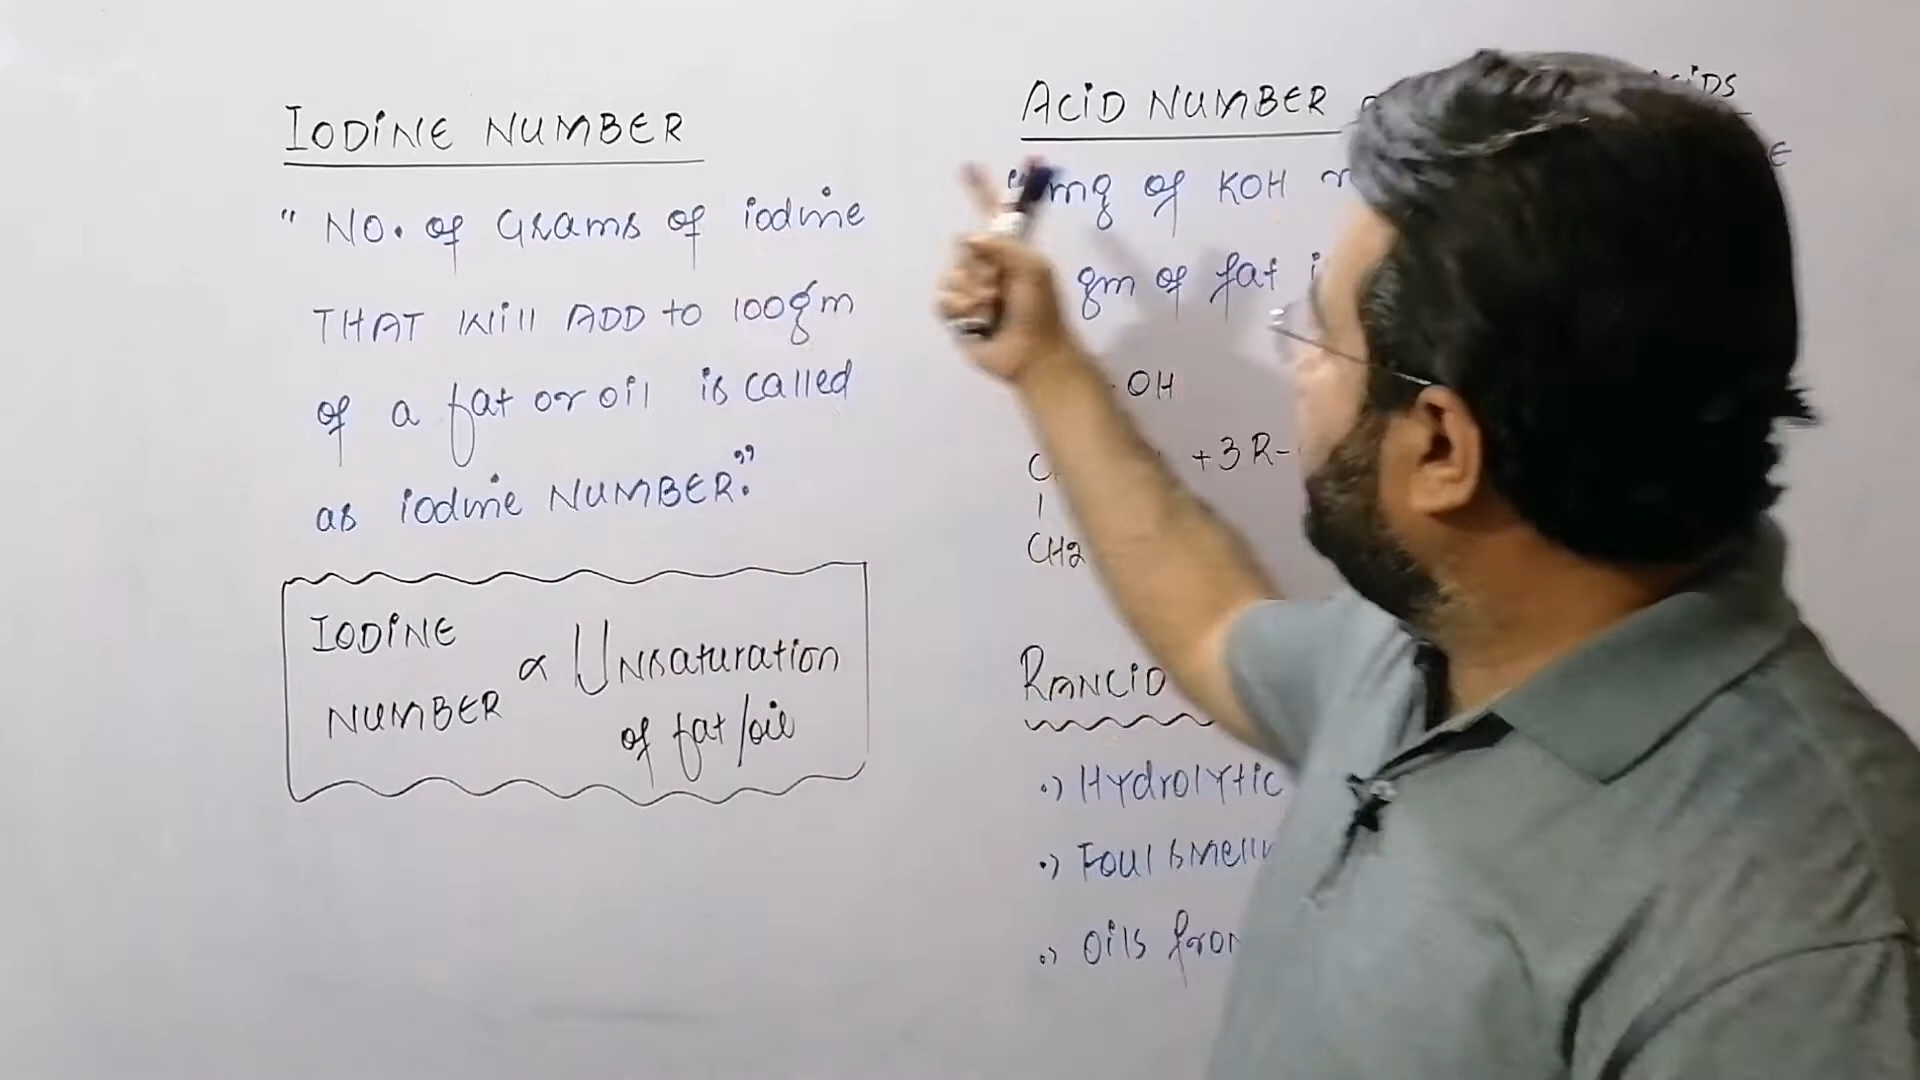 IODINE NUMBER
" NO. of Grams of iodine
THAT Will ADD to 100gm
of a fat or oil is called
as iodine NUMBER."
IODINE
NUMBER ∝ UNsaturation
of fat/oil
ACiD NUMBER
"mg of KOH
gm of fat
OH
+3R-
CH2
RANCiD
.) Hydrolytic
.) Foul
.) Oils from